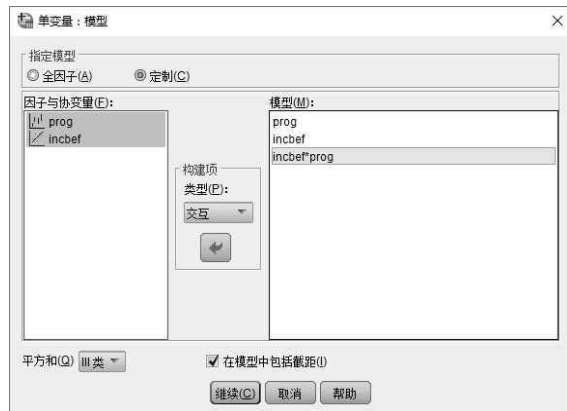 单变量：模型
指定模型
全因子(A) 定制(C)
因子与协变量(F)： 模型(M)：
prog prog
incbef incbef
incbef*prog
构建项
类型(P)：
交互
平方和(Q) III类 在模型中包括截距(I)
继续(C) 取消 帮助